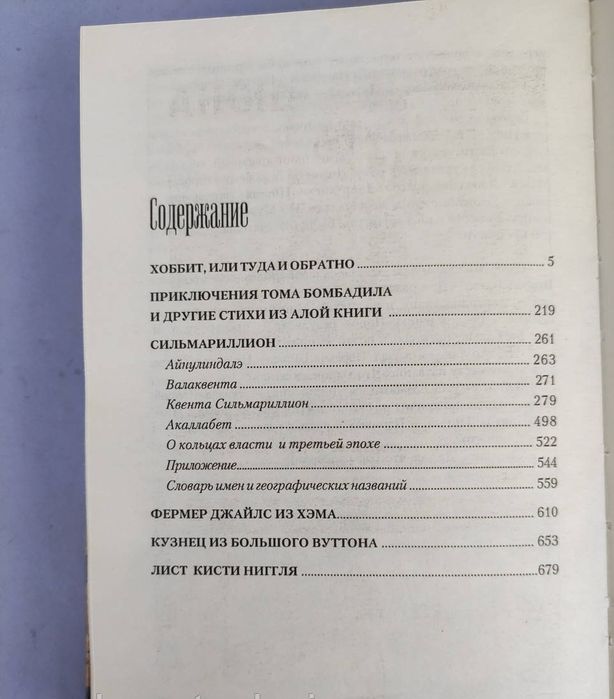 Содержание
ХОББИТ, ИЛИ ТУДА И ОБРАТНО ..... 5
ПРИКЛЮЧЕНИЯ ТОМА БОМБАДИЛА
И ДРУГИЕ СТИХИ ИЗ АЛОЙ КНИГИ ..... 219
СИЛЬМАРИЛЛИОН ..... 261
Айнулиндалэ ..... 263
Валаквента ..... 271
Квента Сильмариллион ..... 279
Акаллабет ..... 498
О кольцах власти и третьей эпохе ..... 522
Приложение ..... 544
Словарь имен и географических названий ..... 559
ФЕРМЕР ДЖАЙЛС ИЗ ХЭМА ..... 610
КУЗНЕЦ ИЗ БОЛЬШОГО ВУТТОНА ..... 653
ЛИСТ КИСТИ НИГГЛЯ ..... 679